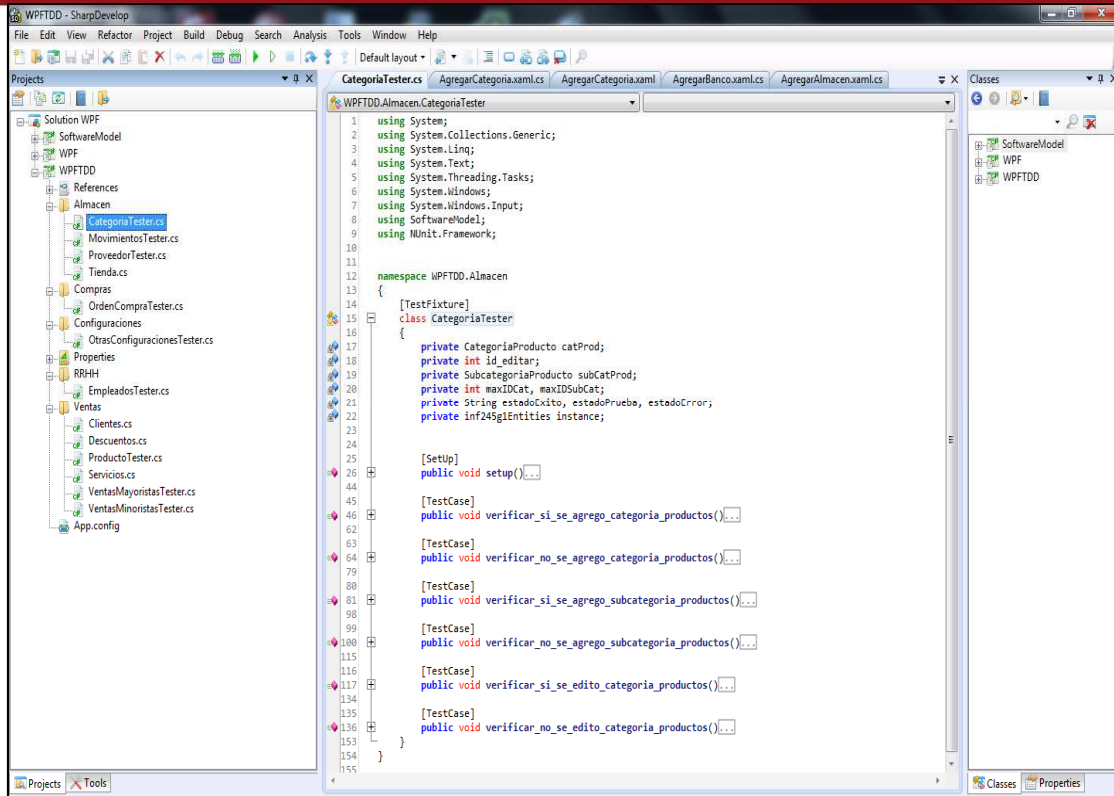 WPFTDD - SharpDevelop
File Edit View Refactor Project Build Debug Search Analysis Tools Window Help
Default layout
Projects
Solution WPF
SoftwareModel
WPF
WPFTDD
References
Almacen
CategoriaTester.cs
MovimientosTester.cs
ProveedorTester.cs
Tienda.cs
Compras
OrdenCompraTester.cs
Configuraciones
OtrasConfiguracionesTester.cs
Properties
RRHH
EmpleadosTester.cs
Ventas
Clientes.cs
Descuentos.cs
ProductoTester.cs
Servicios.cs
VentasMayoristasTester.cs
VentasMinoristasTester.cs
App.config
Projects Tools
CategoriaTester.cs AgregarCategoria.xaml.cs AgregarCategoria.xaml AgregarBanco.xaml.cs AgregarAlmacen.xaml.cs
WPFTDD.Almacen.CategoriaTester
1 using System;
2 using System.Collections.Generic;
3 using System.Linq;
4 using System.Text;
5 using System.Threading.Tasks;
6 using System.Windows;
7 using System.Windows.Input;
8 using SoftwareModel;
9 using NUnit.Framework;
10
11
12 namespace WPFTDD.Almacen
13 {
14 [TestFixture]
15 class CategoriaTester
16 {
17 private CategoriaProducto catProd;
18 private int id_editar;
19 private SubcategoriaProducto subCatProd;
20 private int maxIDCat, maxIDSubCat;
21 private String estadoExito, estadoPrueba, estadoError;
22 private inf245g1Entities instance;
23
24
25 [SetUp]
26 public void setup()...
44
45 [TestCase]
46 public void verificar_si_se_agrego_categoria_productos()...
62
63 [TestCase]
64 public void verificar_no_se_agrego_categoria_productos()...
79
80 [TestCase]
81 public void verificar_si_se_agrego_subcategoria_productos()...
98
99 [TestCase]
100 public void verificar_no_se_agrego_subcategoria_productos()...
115
116 [TestCase]
117 public void verificar_si_se_edito_categoria_productos()...
134
135 [TestCase]
136 public void verificar_no_se_edito_categoria_productos()...
153 }
154 }
155
Classes
SoftwareModel
WPF
WPFTDD
Classes Properties